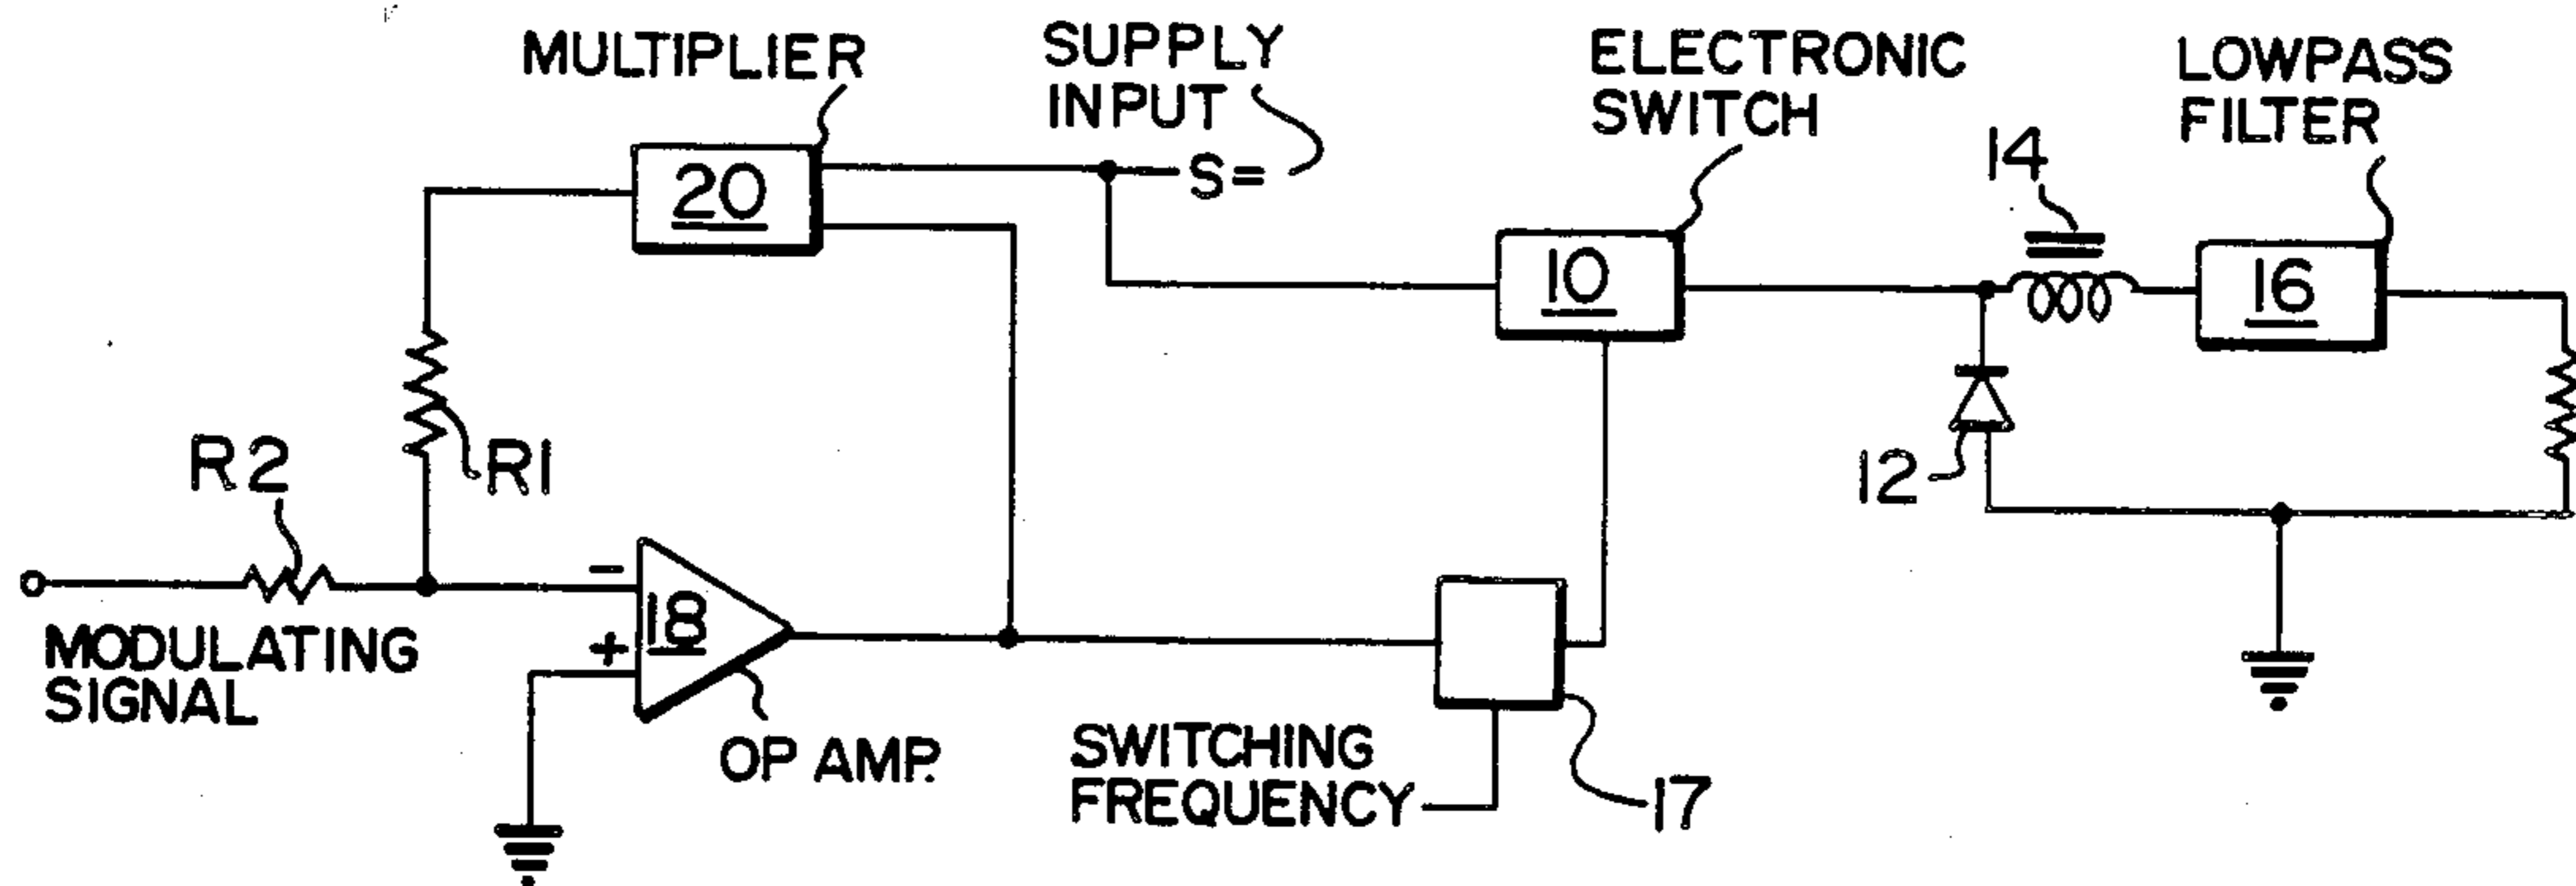 MULTIPLIER
SUPPLY
INPUT
ELECTRONIC
SWITCH
LOWPASS
FILTER
14
20
S=
10
16
R2
R1
12
-
18
+
MODULATING
SIGNAL
OP AMP.
SWITCHING
FREQUENCY
17